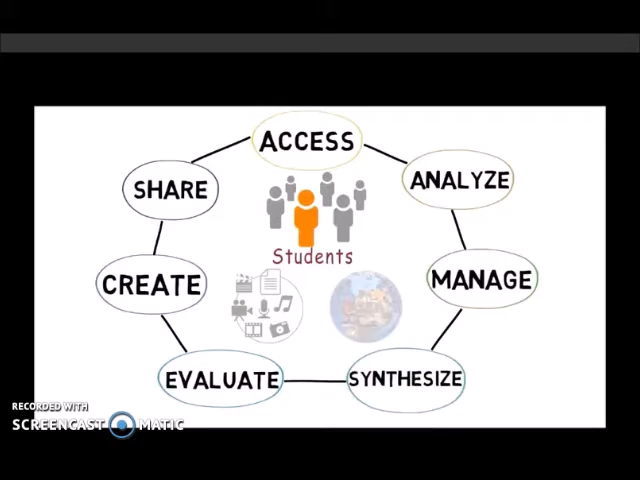 ACCESS
ANALYZE
SHARE
Students
MANAGE
CREATE
SYNTHESIZE
EVALUATE
RECORDED WITH
SCREENCAST MATIC